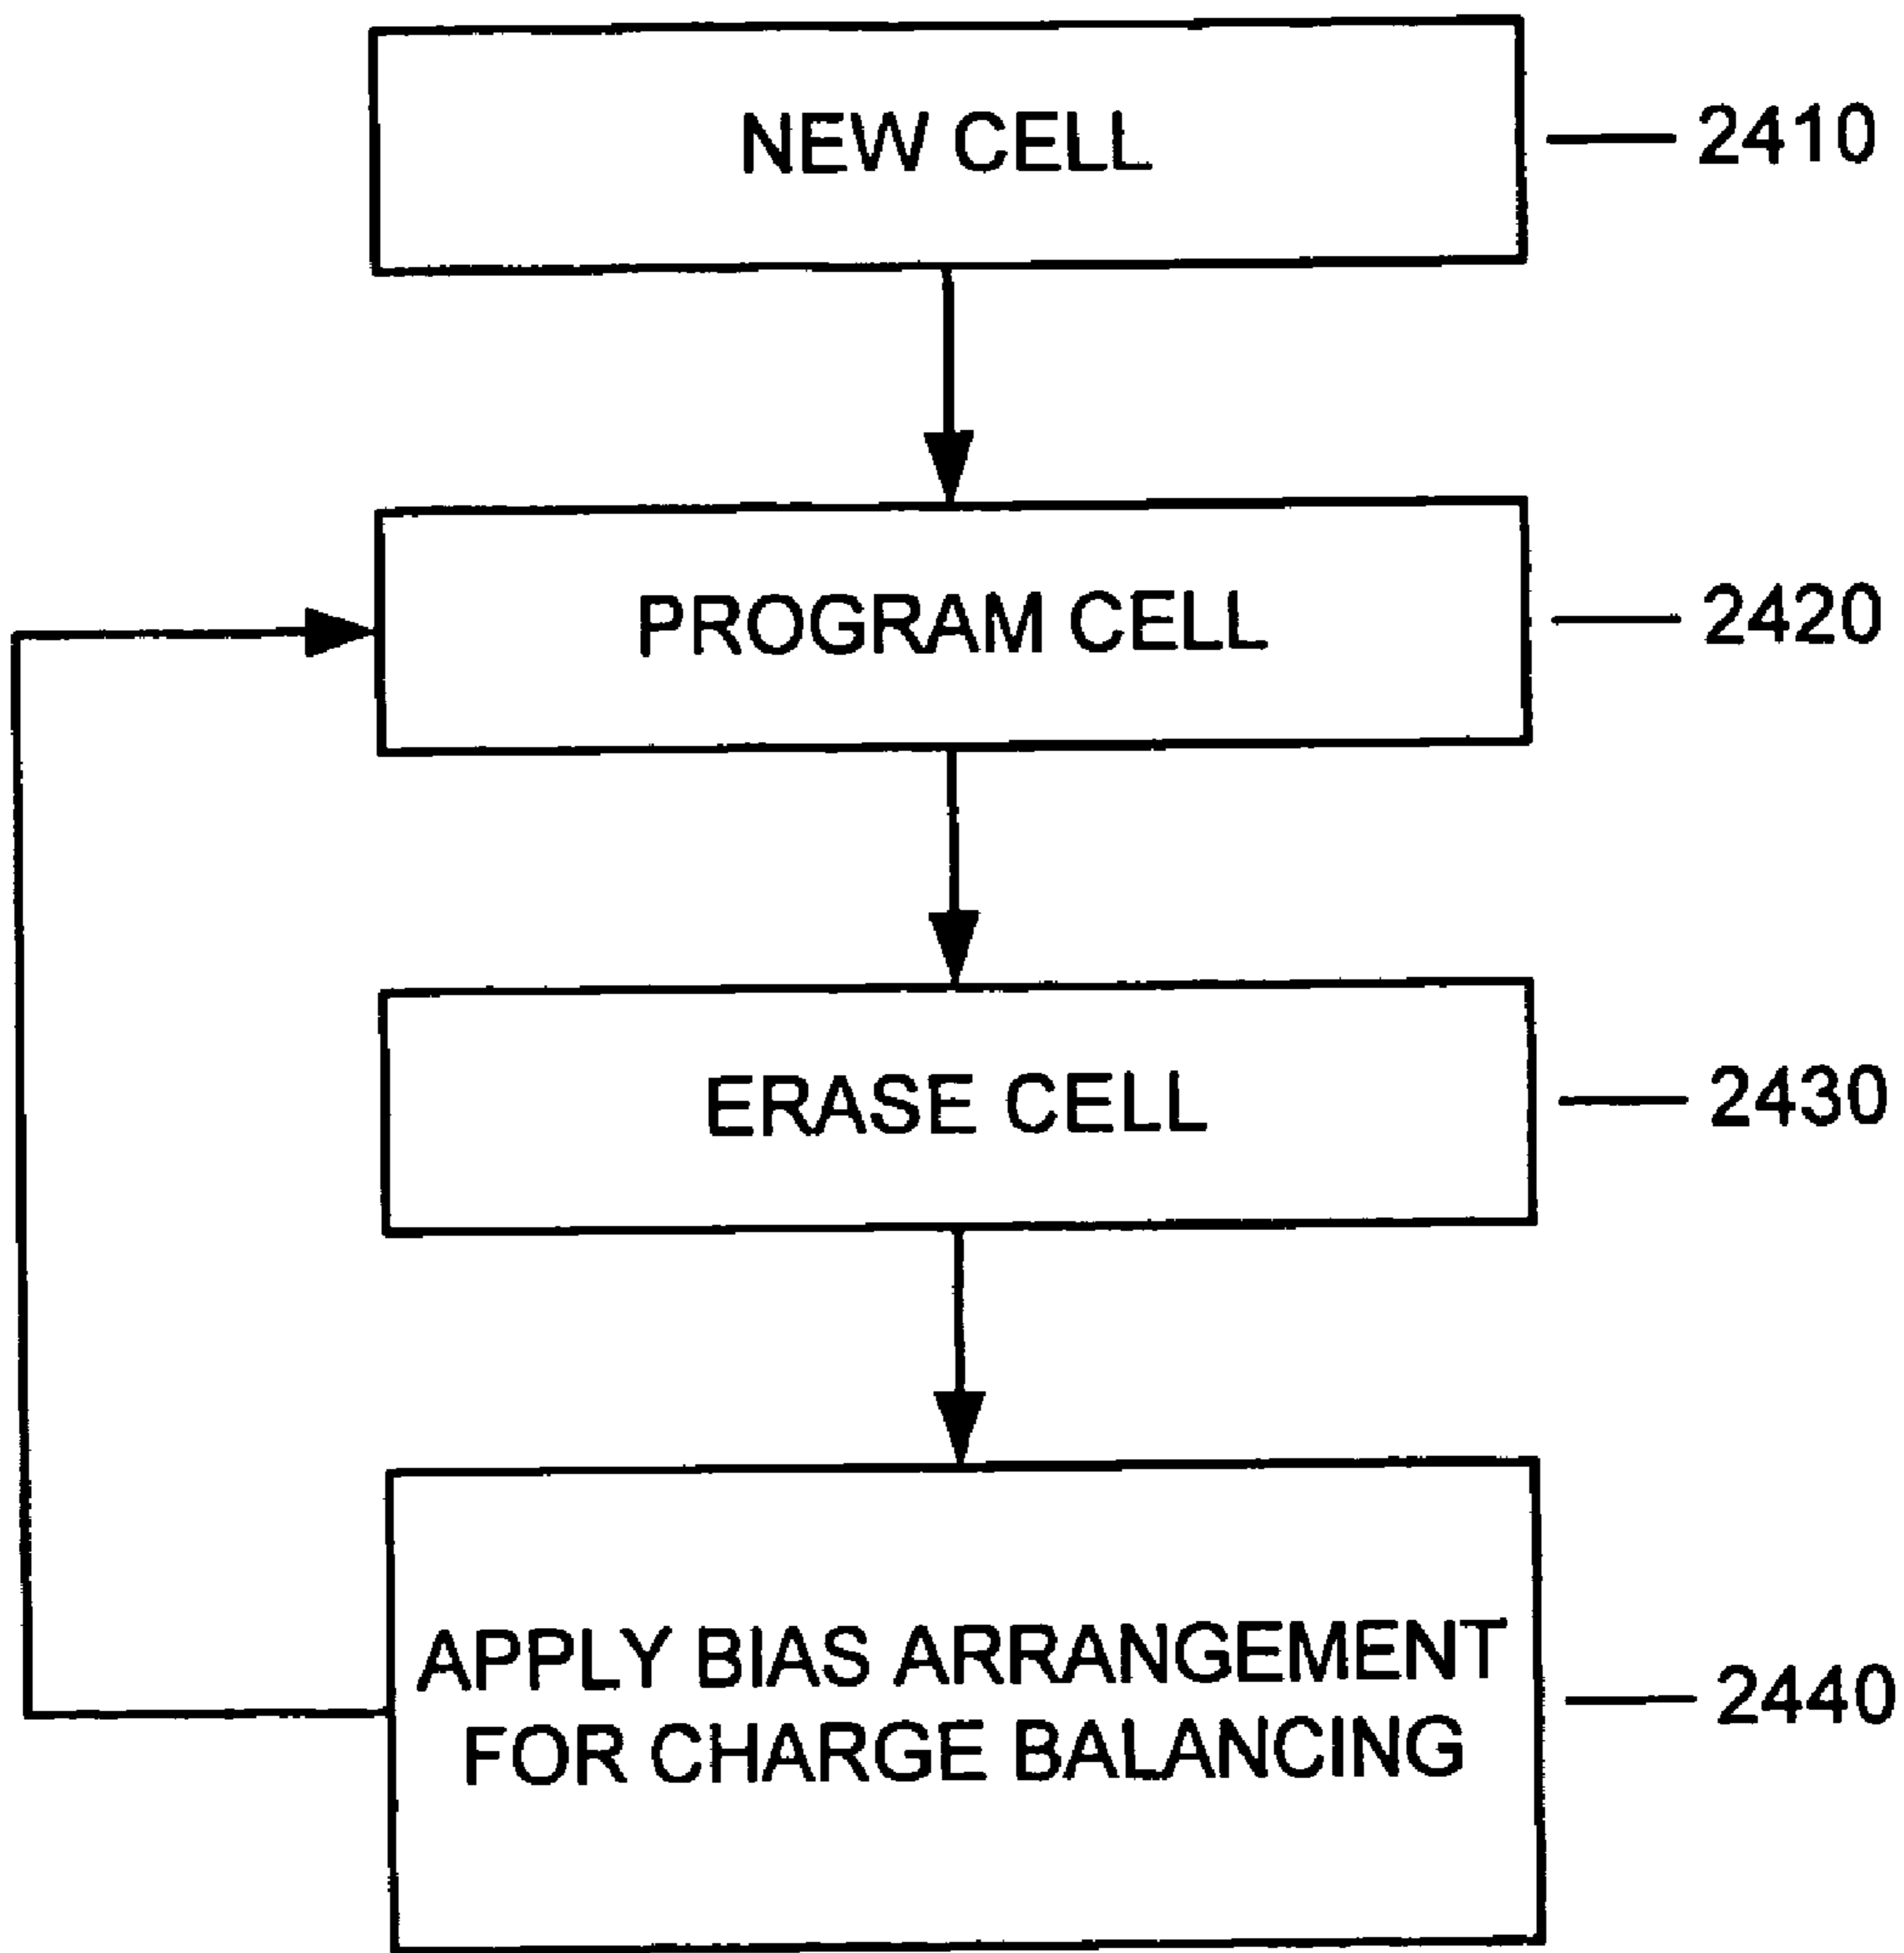 NEW CELL
2410
PROGRAM CELL
2420
ERASE CELL
2430
APPLY BIAS ARRANGEMENT
FOR CHARGE BALANCING
2440